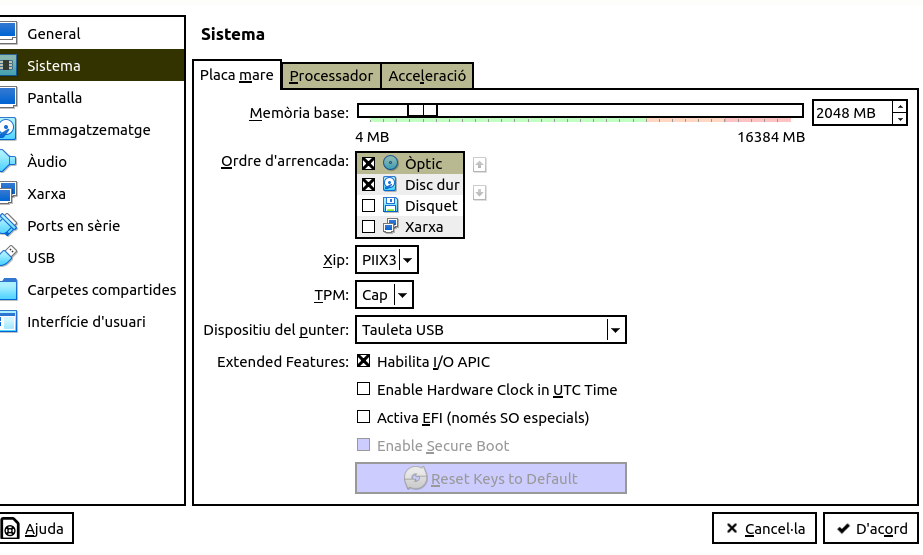 General
Sistema
Pantalla
Emmagatzematge
Àudio
Xarxa
Ports en sèrie
USB
Carpetes compartides
Interfície d'usuari
Sistema
Placa mare
Processador
Acceleració
Memòria base:
2048 MB
4 MB
16384 MB
Ordre d'arrencada:
Òptic
Disc dur
Disquet
Xarxa
Xip:
PIIX3
TPM:
Cap
Dispositiu del punter:
Tauleta USB
Extended Features:
Habilita I/O APIC
Enable Hardware Clock in UTC Time
Activa EFI (només SO especials)
Enable Secure Boot
Reset Keys to Default
Ajuda
Cancel·la
D'acord